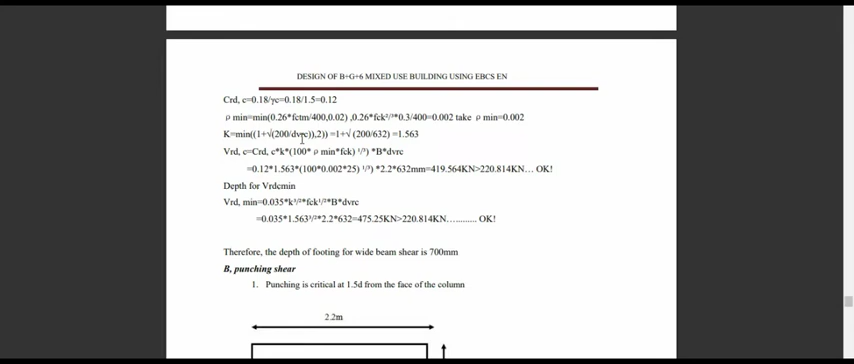 DESIGN OF B+G+6 MIXED USE BUILDING USING EBCS EN
Crd, c=0.18/γc=0.18/1.5=0.12
ρ min=min(0.26*fctm/400,0.02) ,0.26*fck²/³*0.3/400=0.002 take ρ min=0.002
K=min((1+√(200/dvrc)),2)) =1+√ (200/632) =1.563
Vrd, c=Crd, c*k*(100* ρ min*fck) ¹/³) *B*dvrc
=0.12*1.563*(100*0.002*25) ¹/³) *2.2*632mm=419.564KN>220.814KN… OK!
Depth for Vrdcmin
Vrd, min=0.035*k³/²*fck¹/²*B*dvrc
=0.035*1.563³/²*2.2*632=475.25KN>220.814KN.……… OK!
Therefore, the depth of footing for wide beam shear is 700mm
B, punching shear
1. Punching is critical at 1.5d from the face of the column
2.2m